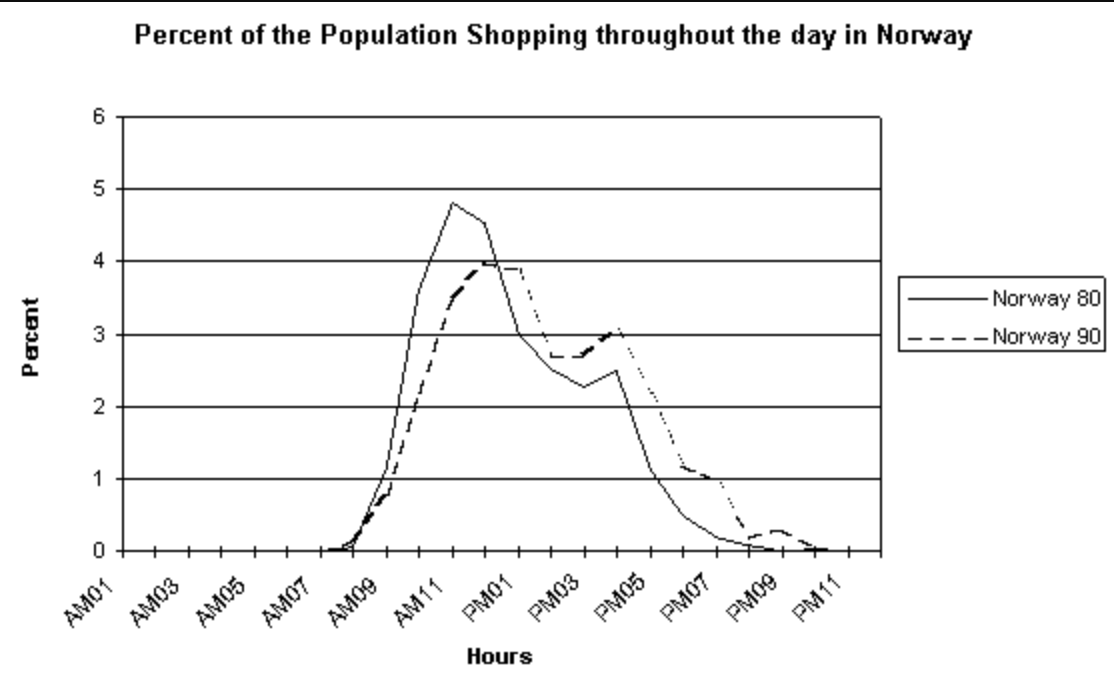 Percent of the Population Shopping throughout the day in Norway
6
5
4
3
2
1
0
Percent
AM01
AM03
AM05
AM07
AM09
AM11
PM01
PM03
PM05
PM07
PM09
PM11
Hours
Norway 80
Norway 90